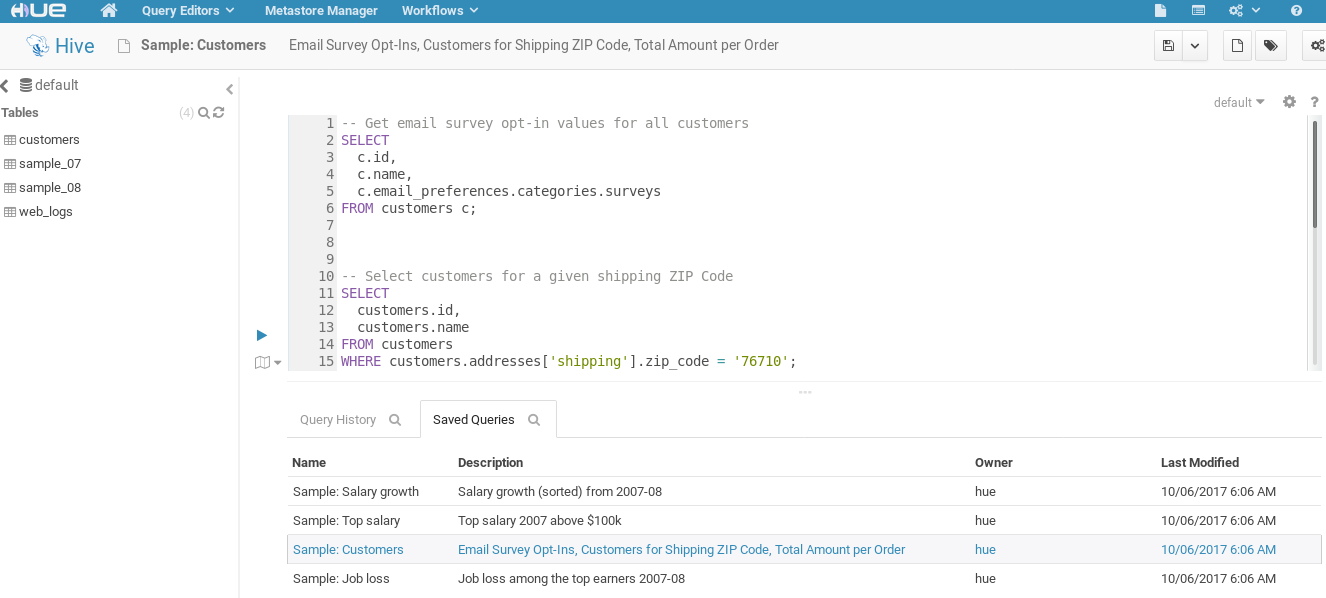 HUE Query Editors Metastore Manager Workflows
Hive Sample: Customers Email Survey Opt-Ins, Customers for Shipping ZIP Code, Total Amount per Order
default
Tables (4)
customers
sample_07
sample_08
web_logs
default ?
1 -- Get email survey opt-in values for all customers
2 SELECT
3 c.id,
4 c.name,
5 c.email_preferences.categories.surveys
6 FROM customers c;
7
8
9
10 -- Select customers for a given shipping ZIP Code
11 SELECT
12 customers.id,
13 customers.name
14 FROM customers
15 WHERE customers.addresses['shipping'].zip_code = '76710';
Query History Saved Queries
Name Description Owner Last Modified
Sample: Salary growth Salary growth (sorted) from 2007-08 hue 10/06/2017 6:06 AM
Sample: Top salary Top salary 2007 above $100k hue 10/06/2017 6:06 AM
Sample: Customers Email Survey Opt-Ins, Customers for Shipping ZIP Code, Total Amount per Order hue 10/06/2017 6:06 AM
Sample: Job loss Job loss among the top earners 2007-08 hue 10/06/2017 6:06 AM